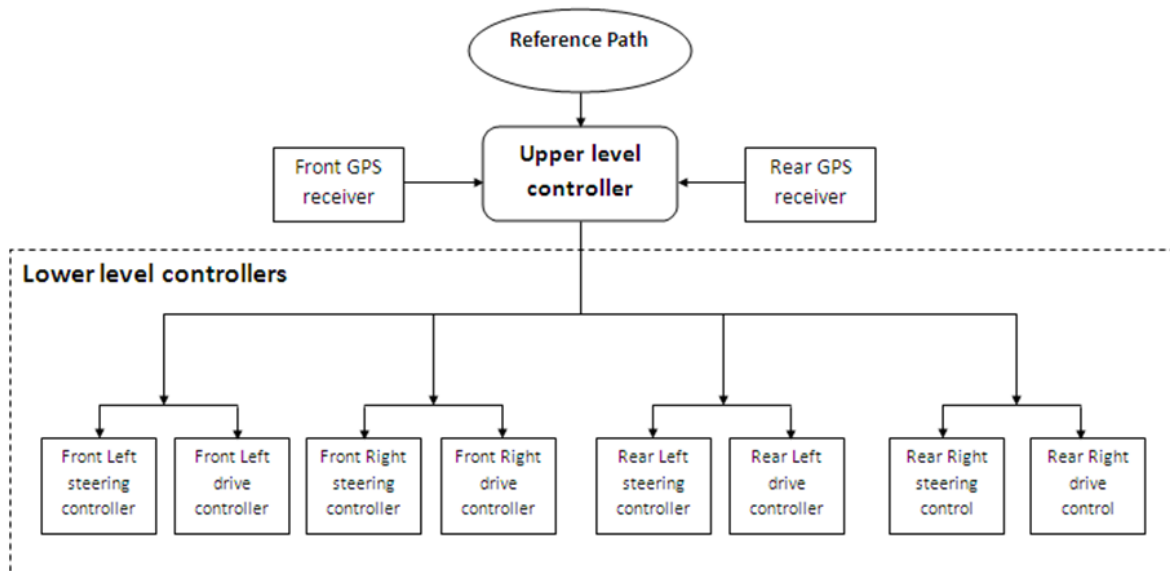 Reference Path
Upper level
controller
Front GPS
receiver
Rear GPS
receiver
Lower level controllers
Front Left
steering
controller
Front Left
drive
controller
Front Right
steering
controller
Front Right
drive
controller
Rear Left
steering
controller
Rear Left
drive
controller
Rear Right
steering
control
Rear Right
drive
control